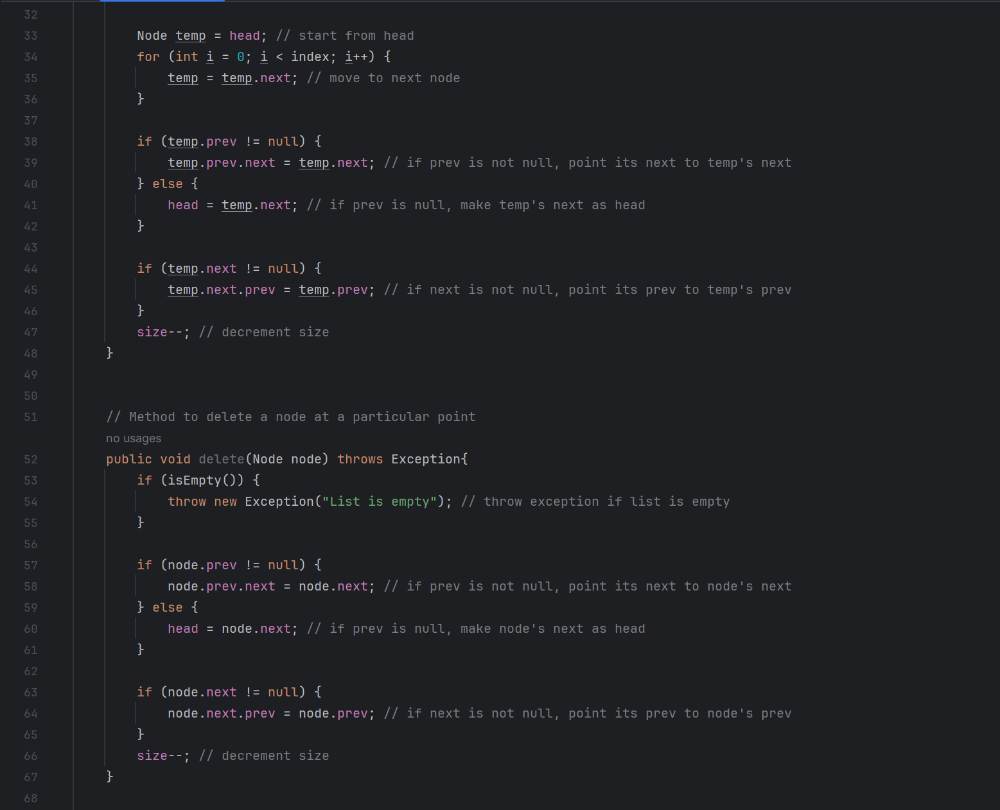 32
33 Node temp = head; // start from head
34 for (int i = 0; i < index; i++) {
35 temp = temp.next; // move to next node
36 }
37
38 if (temp.prev != null) {
39 temp.prev.next = temp.next; // if prev is not null, point its next to temp's next
40 } else {
41 head = temp.next; // if prev is null, make temp's next as head
42 }
43
44 if (temp.next != null) {
45 temp.next.prev = temp.prev; // if next is not null, point its prev to temp's prev
46 }
47 size--; // decrement size
48 }
49
50
51 // Method to delete a node at a particular point
no usages
52 public void delete(Node node) throws Exception{
53 if (isEmpty()) {
54 throw new Exception("List is empty"); // throw exception if list is empty
55 }
56
57 if (node.prev != null) {
58 node.prev.next = node.next; // if prev is not null, point its next to node's next
59 } else {
60 head = node.next; // if prev is null, make node's next as head
61 }
62
63 if (node.next != null) {
64 node.next.prev = node.prev; // if next is not null, point its prev to node's prev
65 }
66 size--; // decrement size
67 }
68